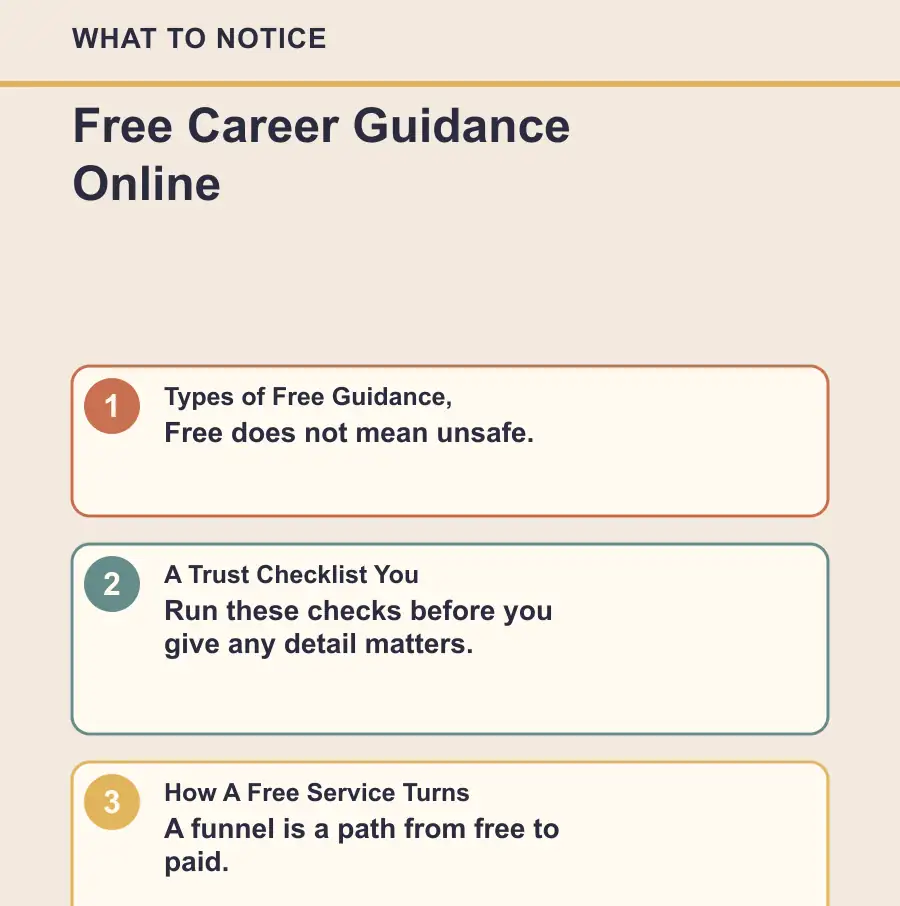 WHAT TO NOTICE
Free Career Guidance
Online
1
Types of Free Guidance,
Free does not mean unsafe.
2
A Trust Checklist You
Run these checks before you
give any detail matters.
3
How A Free Service Turns
A funnel is a path from free to
paid.